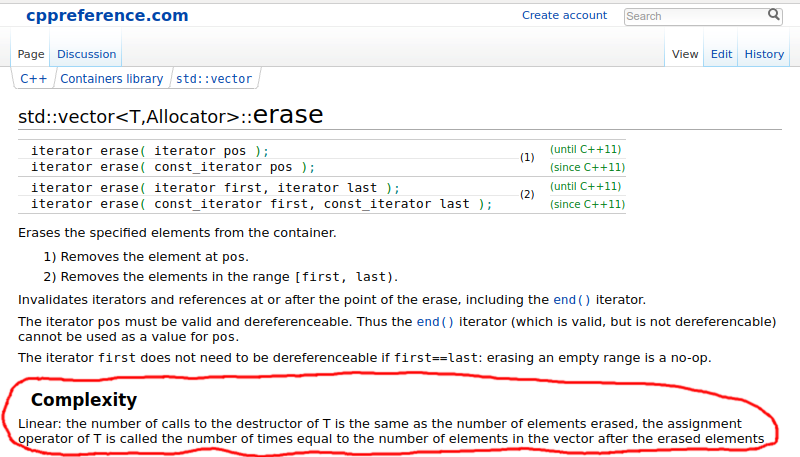 cppreference.com
Create account
Search
Page Discussion
View Edit History
C++ Containers library std::vector
std::vector<T,Allocator>::erase
iterator erase( iterator pos );
(1)
(until C++11)
iterator erase( const_iterator pos );
(since C++11)
iterator erase( iterator first, iterator last );
(2)
(until C++11)
iterator erase( const_iterator first, const_iterator last );
(since C++11)
Erases the specified elements from the container.
1) Removes the element at pos.
2) Removes the elements in the range [first, last).
Invalidates iterators and references at or after the point of the erase, including the end() iterator.
The iterator pos must be valid and dereferenceable. Thus the end() iterator (which is valid, but is not dereferencable)
cannot be used as a value for pos.
The iterator first does not need to be dereferenceable if first==last: erasing an empty range is a no-op.
Complexity
Linear: the number of calls to the destructor of T is the same as the number of elements erased, the assignment
operator of T is called the number of times equal to the number of elements in the vector after the erased elements